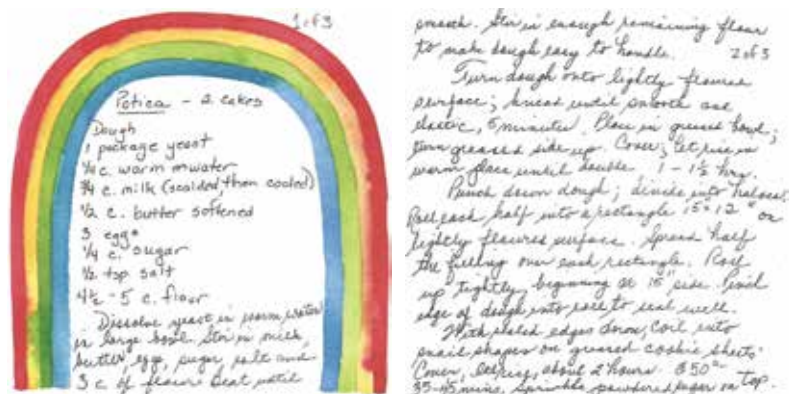 1 of 3
Potica - 2 cakes
Dough
1 package yeast
1/4 c. warm water
3/4 c. milk (scalded, then cooled)
1/2 c. butter softened
3 eggs
1/4 c. sugar
1/2 tsp salt
4 1/2 - 5 c. flour
Dissolve yeast in warm water
in large bowl. Stir in milk,
butter, eggs, sugar, salt and
3 c of flour. Beat until
smooth. Stir in enough remaining flour
to make dough easy to handle.
2 of 3
Turn dough onto lightly floured
surface; knead until smooth and
elastic, 5 minutes. Place in greased bowl;
turn greased side up. Cover; let rise in
warm place until double. 1 - 1 1/2 hrs.
Punch down dough; divide into halves.
Roll each half into a rectangle 15" x 12" on
lightly floured surface. Spread half
the filling over each rectangle. Roll
up tightly, beginning at 15" side. Pinch
edge of dough into roll to seal well.
With sealed edges down, coil into
snail shapes on greased cookie sheets.
Cover, let rise, about 2 hours. 350°
35-45 mins, sprinkle powdered sugar on top.